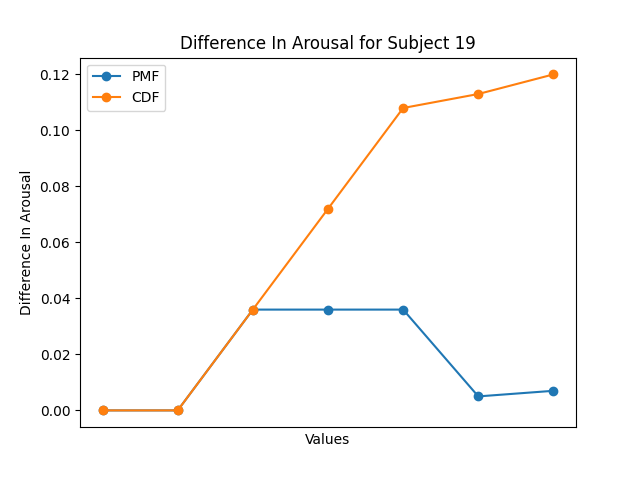 Difference In Arousal for Subject 19
PMF
CDF
0.12
0.10
0.08
0.06
0.04
0.02
0.00
Difference In Arousal
Values